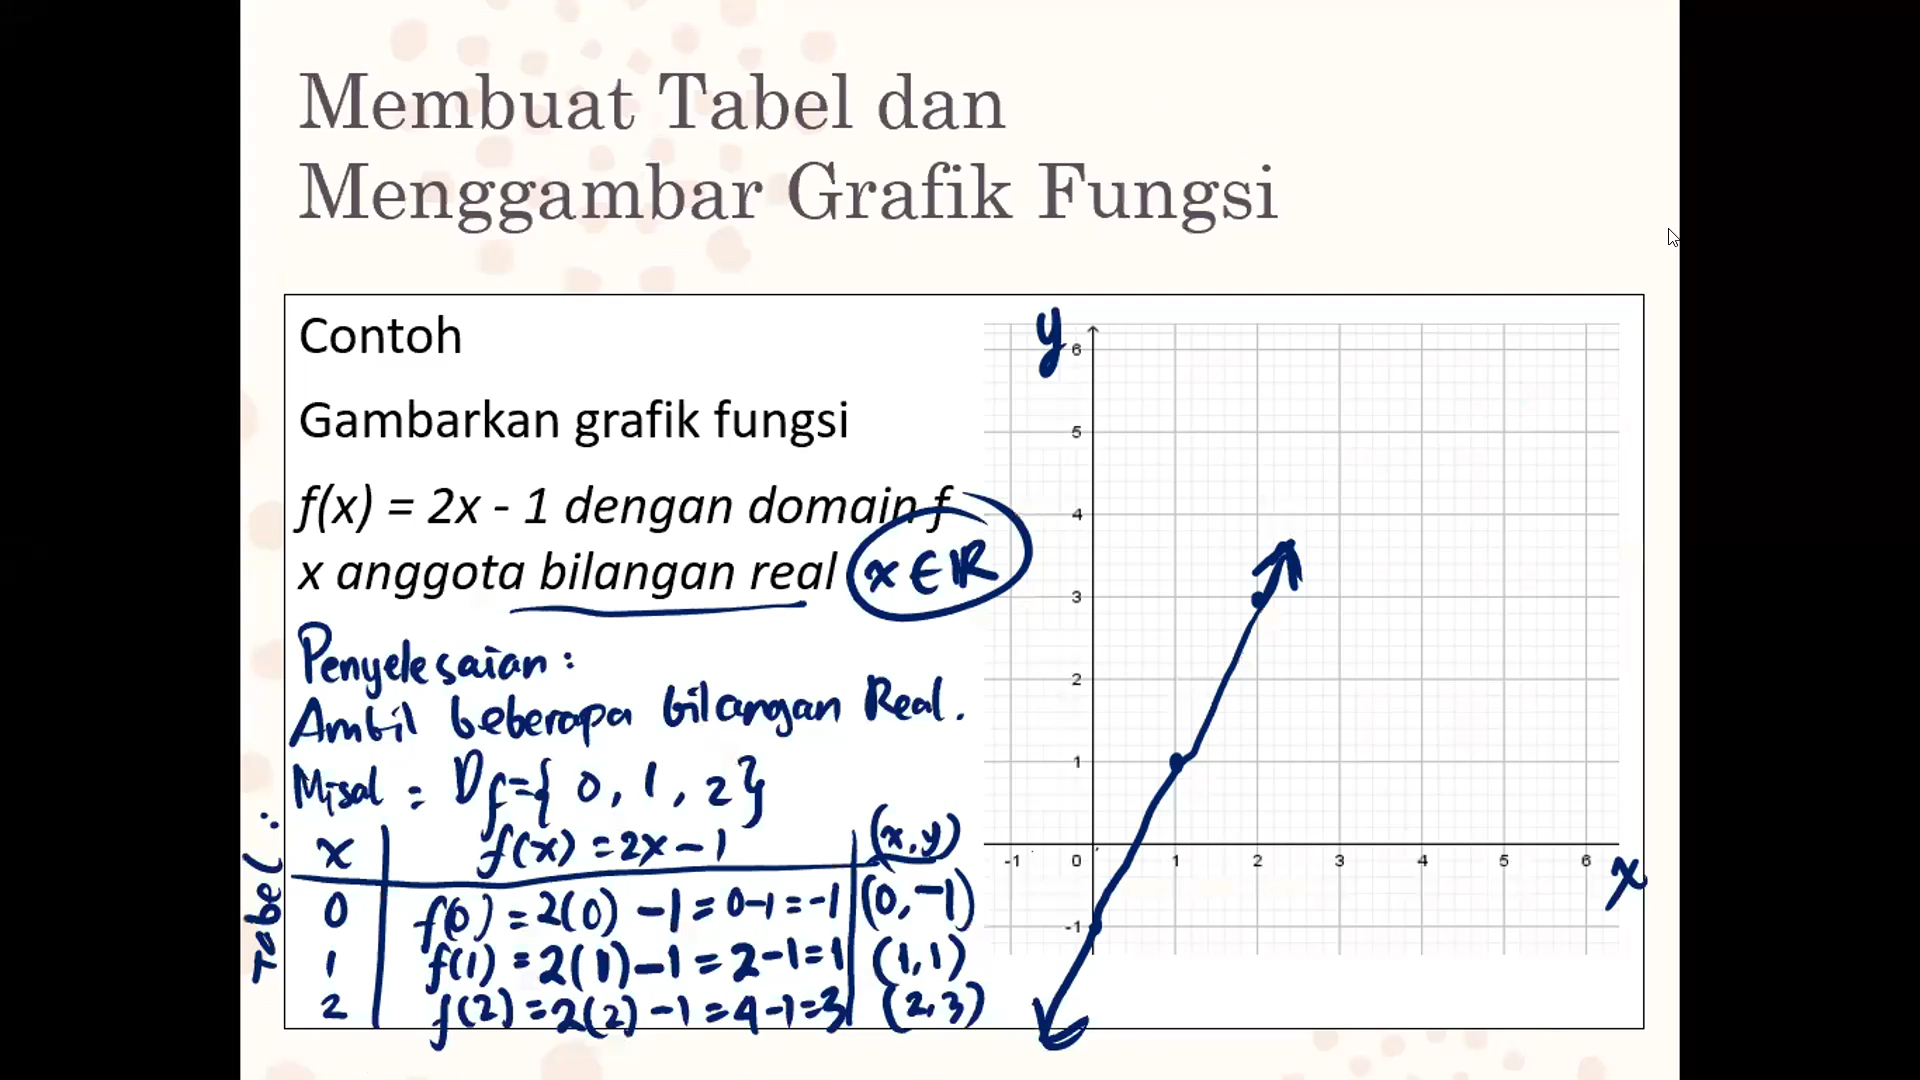 Membuat Tabel dan
Menggambar Grafik Fungsi
Contoh
Gambarkan grafik fungsi
f(x) = 2x - 1 dengan domain f
x anggota bilangan real x ∈ ℝ
Penyelesaian :
Ambil beberapa bilangan Real.
Misal = Df={ 0, 1, 2}
Tabel :
x f(x) = 2x - 1 (x, y)
0 f(0) = 2(0) - 1 = 0-1 = -1 (0, -1)
1 f(1) = 2(1) - 1 = 2-1 = 1 (1, 1)
2 f(2) = 2(2) - 1 = 4-1 = 3 (2, 3)
y
6
5
4
3
2
1
-1 0 1 2 3 4 5 6 x
-1